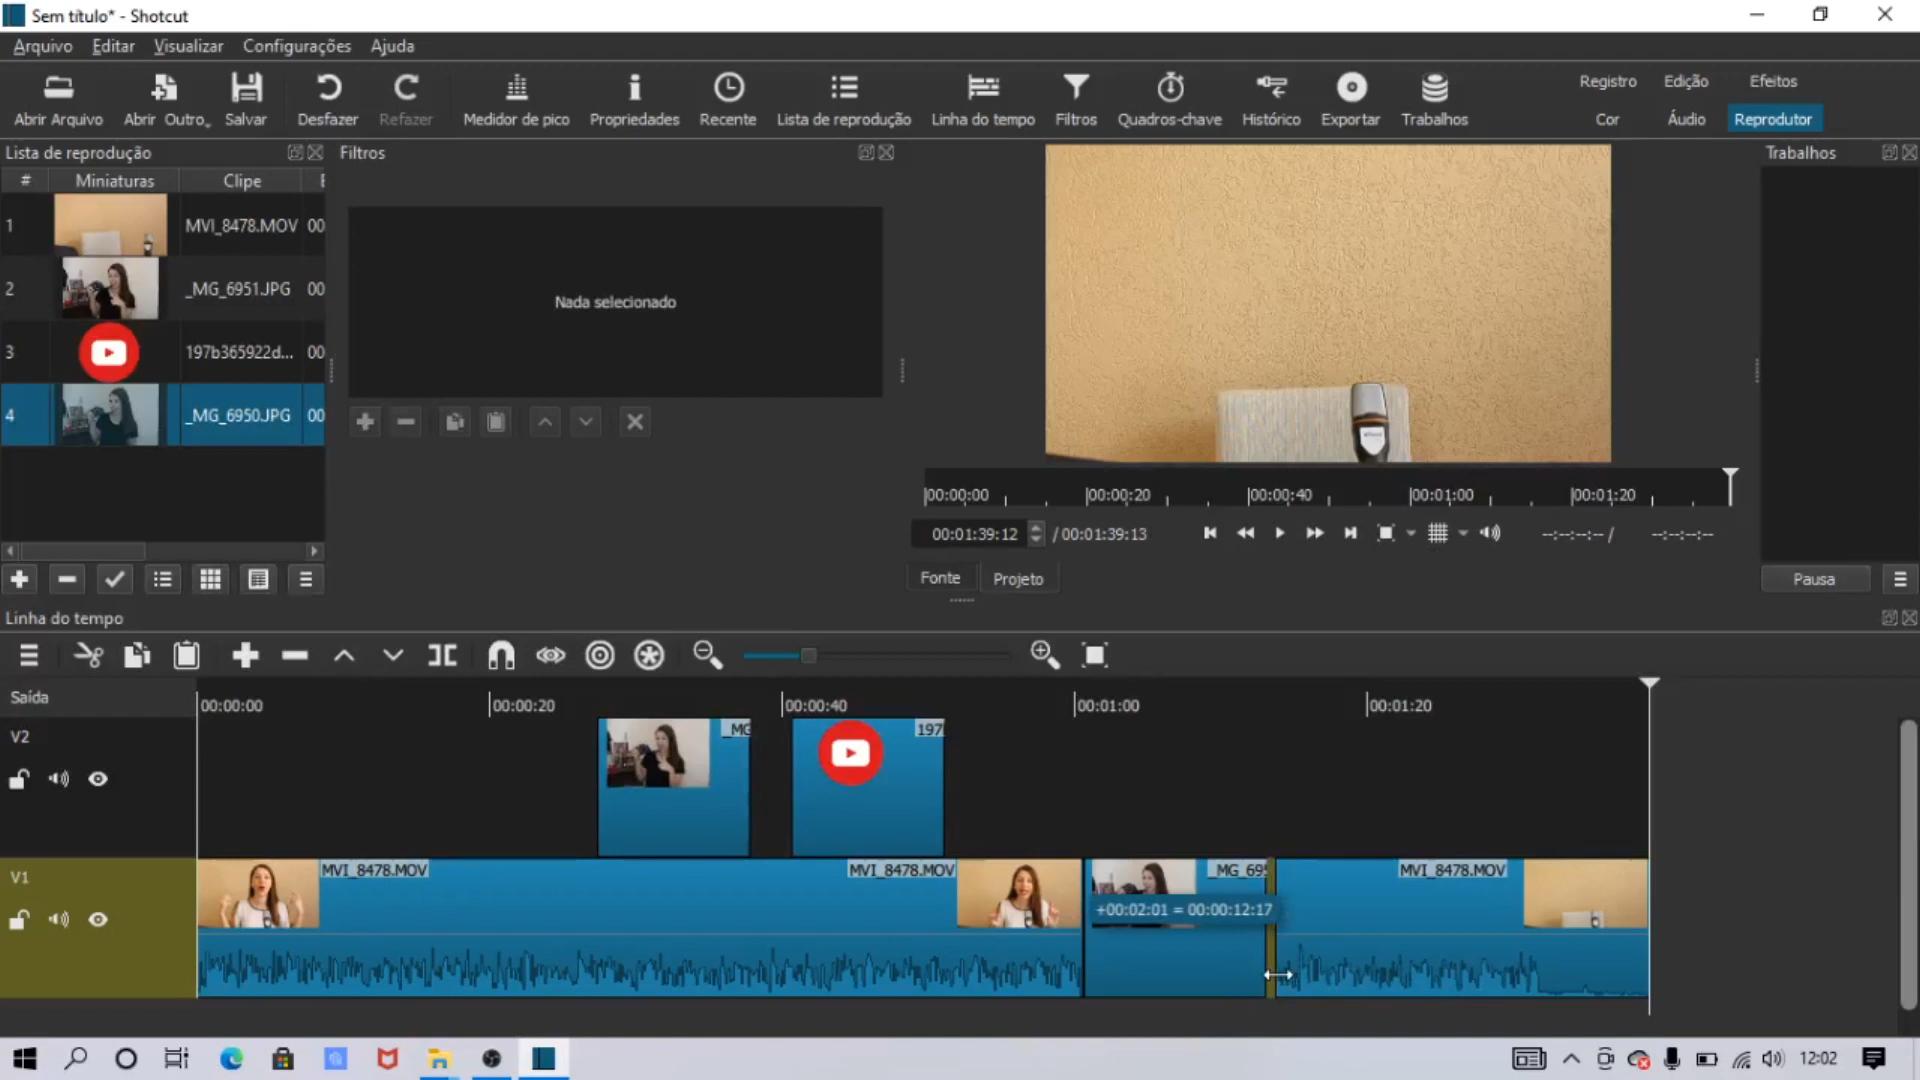 Sem título* - Shotcut
Arquivo Editar Visualizar Configurações Ajuda
Abrir Arquivo Abrir Outro Salvar Desfazer Refazer Medidor de pico Propriedades Recente Lista de reprodução Linha do tempo Filtros Quadros-chave Histórico Exportar Trabalhos
Registro Edição Efeitos
Cor Áudio Reprodutor
Lista de reprodução
# Miniaturas Clipe
1 MVI_8478.MOV 00
2 _MG_6951.JPG 00
3 197b365922d... 00
4 _MG_6950.JPG 00
Filtros
Nada selecionado
00:00:00 00:00:20 00:00:40 00:01:00 00:01:20
00:01:39:12 / 00:01:39:13 --:--:--:-- / --:--:--:--
Fonte Projeto
Trabalhos
Pausa
Linha do tempo
Saída
00:00:00 00:00:20 00:00:40 00:01:00 00:01:20
V2
_MG 197
V1
MVI_8478.MOV MVI_8478.MOV _MG_695 MVI_8478.MOV
+00:02:01 = 00:00:12:17
12:02